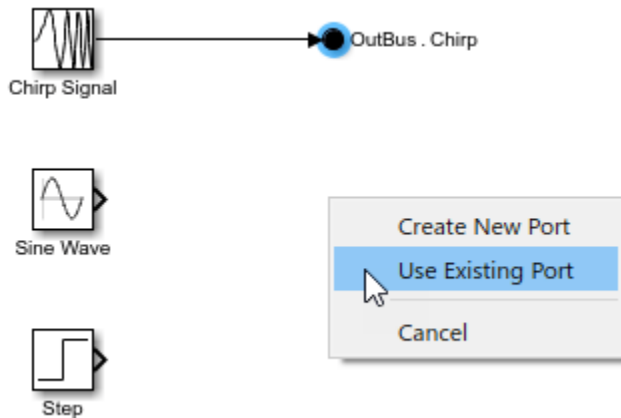 OutBus . Chirp
Chirp Signal
Sine Wave
Create New Port
Use Existing Port
Cancel
Step